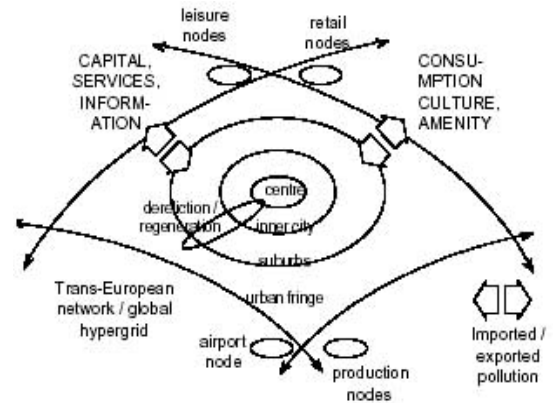 leisure
nodes
retail
nodes
CAPITAL,
SERVICES,
INFORM-
ATION
CONSU-
MPTION
CULTURE,
AMENITY
centre
dereliction /
regeneration
inner city
suburbs
urban fringe
Trans-European
network / global
hypergrid
airport
node
production
nodes
Imported /
exported
pollution